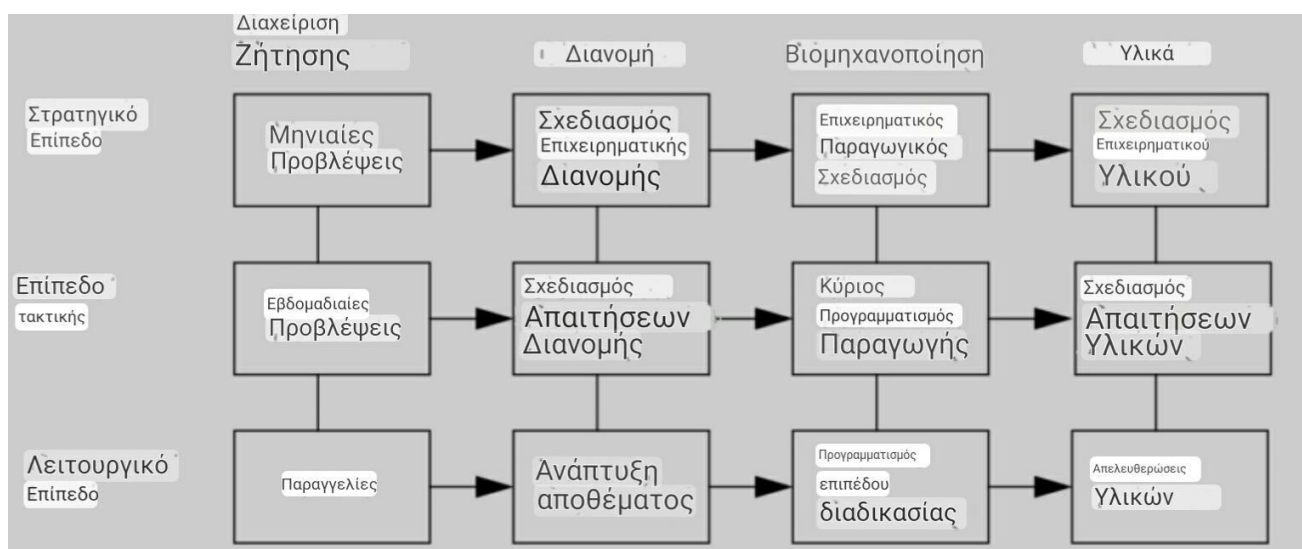 Διαχείριση
Ζήτησης
Διανομή
Βιομηχανοποίηση
Υλικά
Στρατηγικό
Επίπεδο
Μηνιαίες
Προβλέψεις
Σχεδιασμός
Επιχειρηματικής
Διανομής
Επιχειρηματικός
Παραγωγικός
Σχεδιασμός
Σχεδιασμός
Επιχειρηματικού
Υλικού
Επίπεδο
τακτικής
Εβδομαδιαίες
Προβλέψεις
Σχεδιασμός
Απαιτήσεων
Διανομής
Κύριος
Προγραμματισμός
Παραγωγής
Σχεδιασμός
Απαιτήσεων
Υλικών
Λειτουργικό
Επίπεδο
Παραγγελίες
Ανάπτυξη
αποθέματος
Προγραμματισμός
επιπέδου
διαδικασίας
Απελευθερώσεις
Υλικών